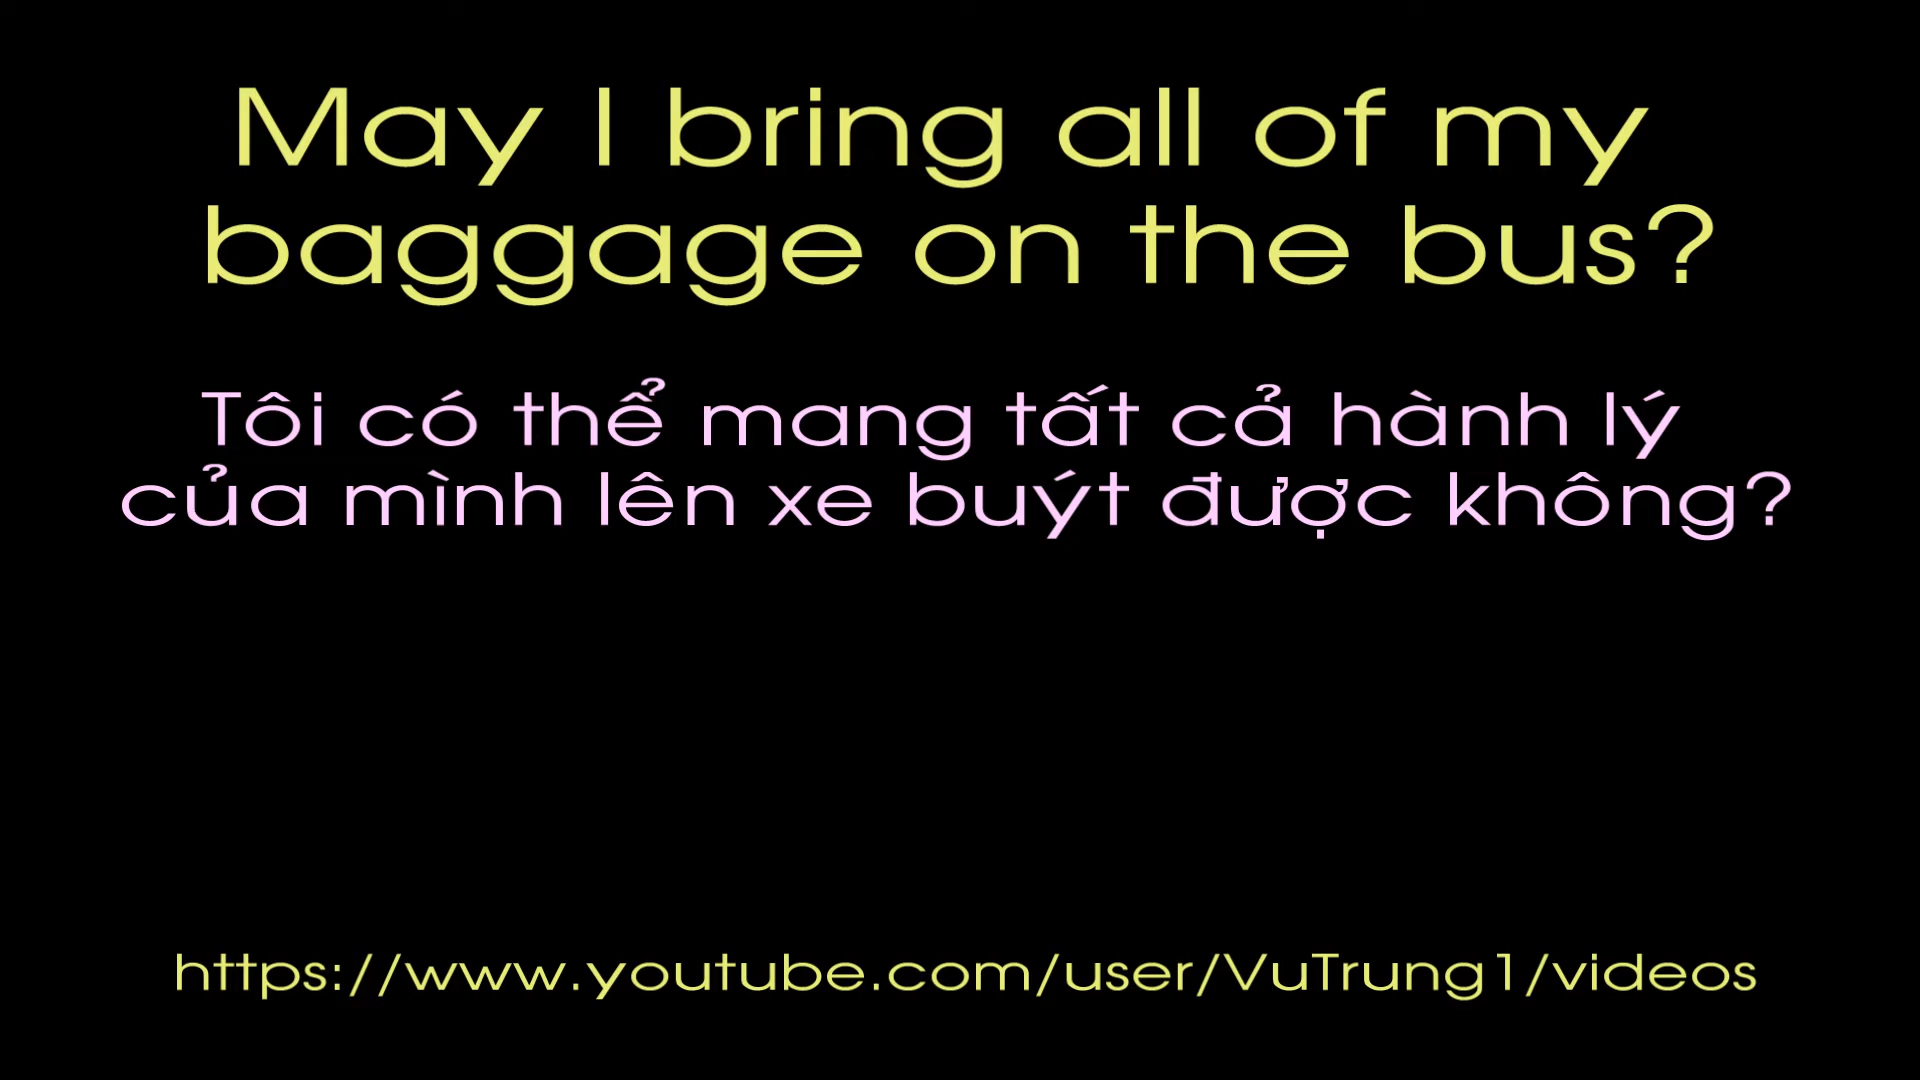 May I bring all of my
baggage on the bus?
Tôi có thể mang tất cả hành lý
của mình lên xe buýt được không?
https://www.youtube.com/user/VuTrung1/videos